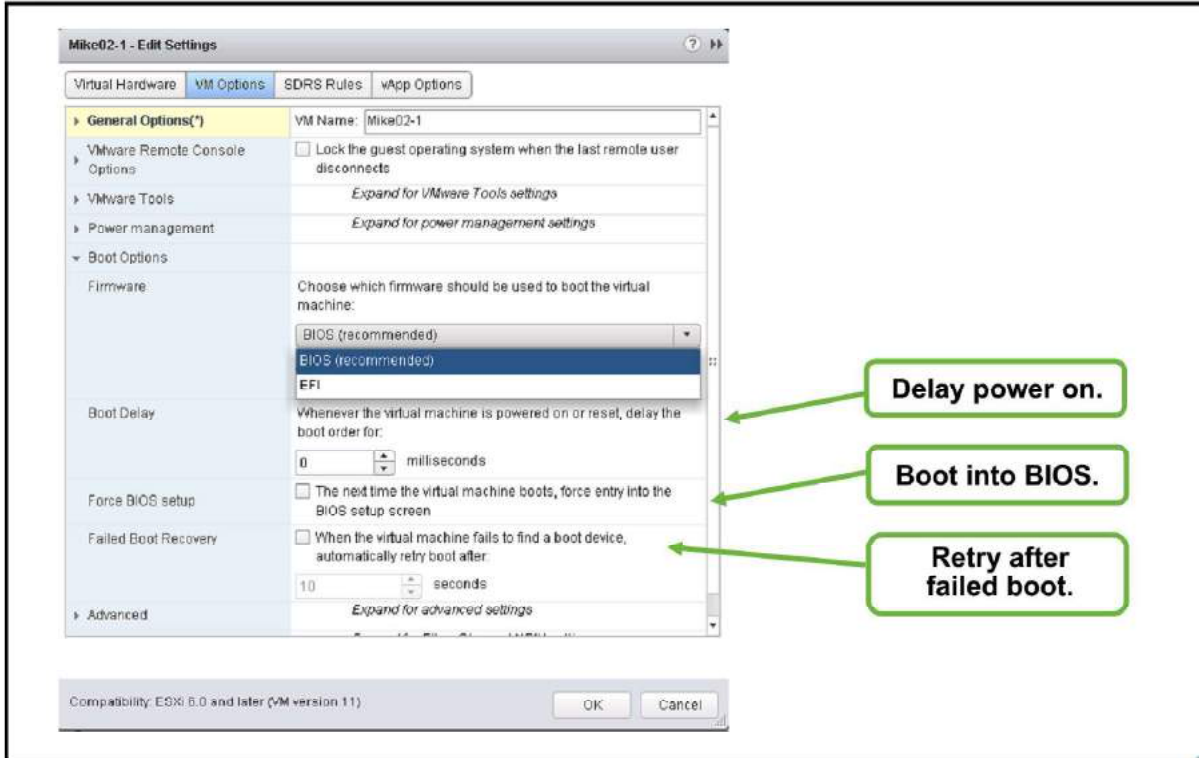 Mike02-1 - Edit Settings
Virtual Hardware
VM Options
SDRS Rules
vApp Options
General Options(*)
VM Name: Mike02-1
VMware Remote Console
Options
Lock the guest operating system when the last remote user
disconnects
VMware Tools
Expand for VMware Tools settings
Power management
Expand for power management settings
Boot Options
Firmware
Choose which firmware should be used to boot the virtual
machine:
BIOS (recommended)
BIOS (recommended)
EFI
Boot Delay
Whenever the virtual machine is powered on or reset, delay the
boot order for:
0 milliseconds
Force BIOS setup
The next time the virtual machine boots, force entry into the
BIOS setup screen
Failed Boot Recovery
When the virtual machine fails to find a boot device,
automatically retry boot after:
10 seconds
Advanced
Expand for advanced settings
Compatibility: ESXi 6.0 and later (VM version 11)
OK
Cancel
Delay power on.
Boot into BIOS.
Retry after
failed boot.